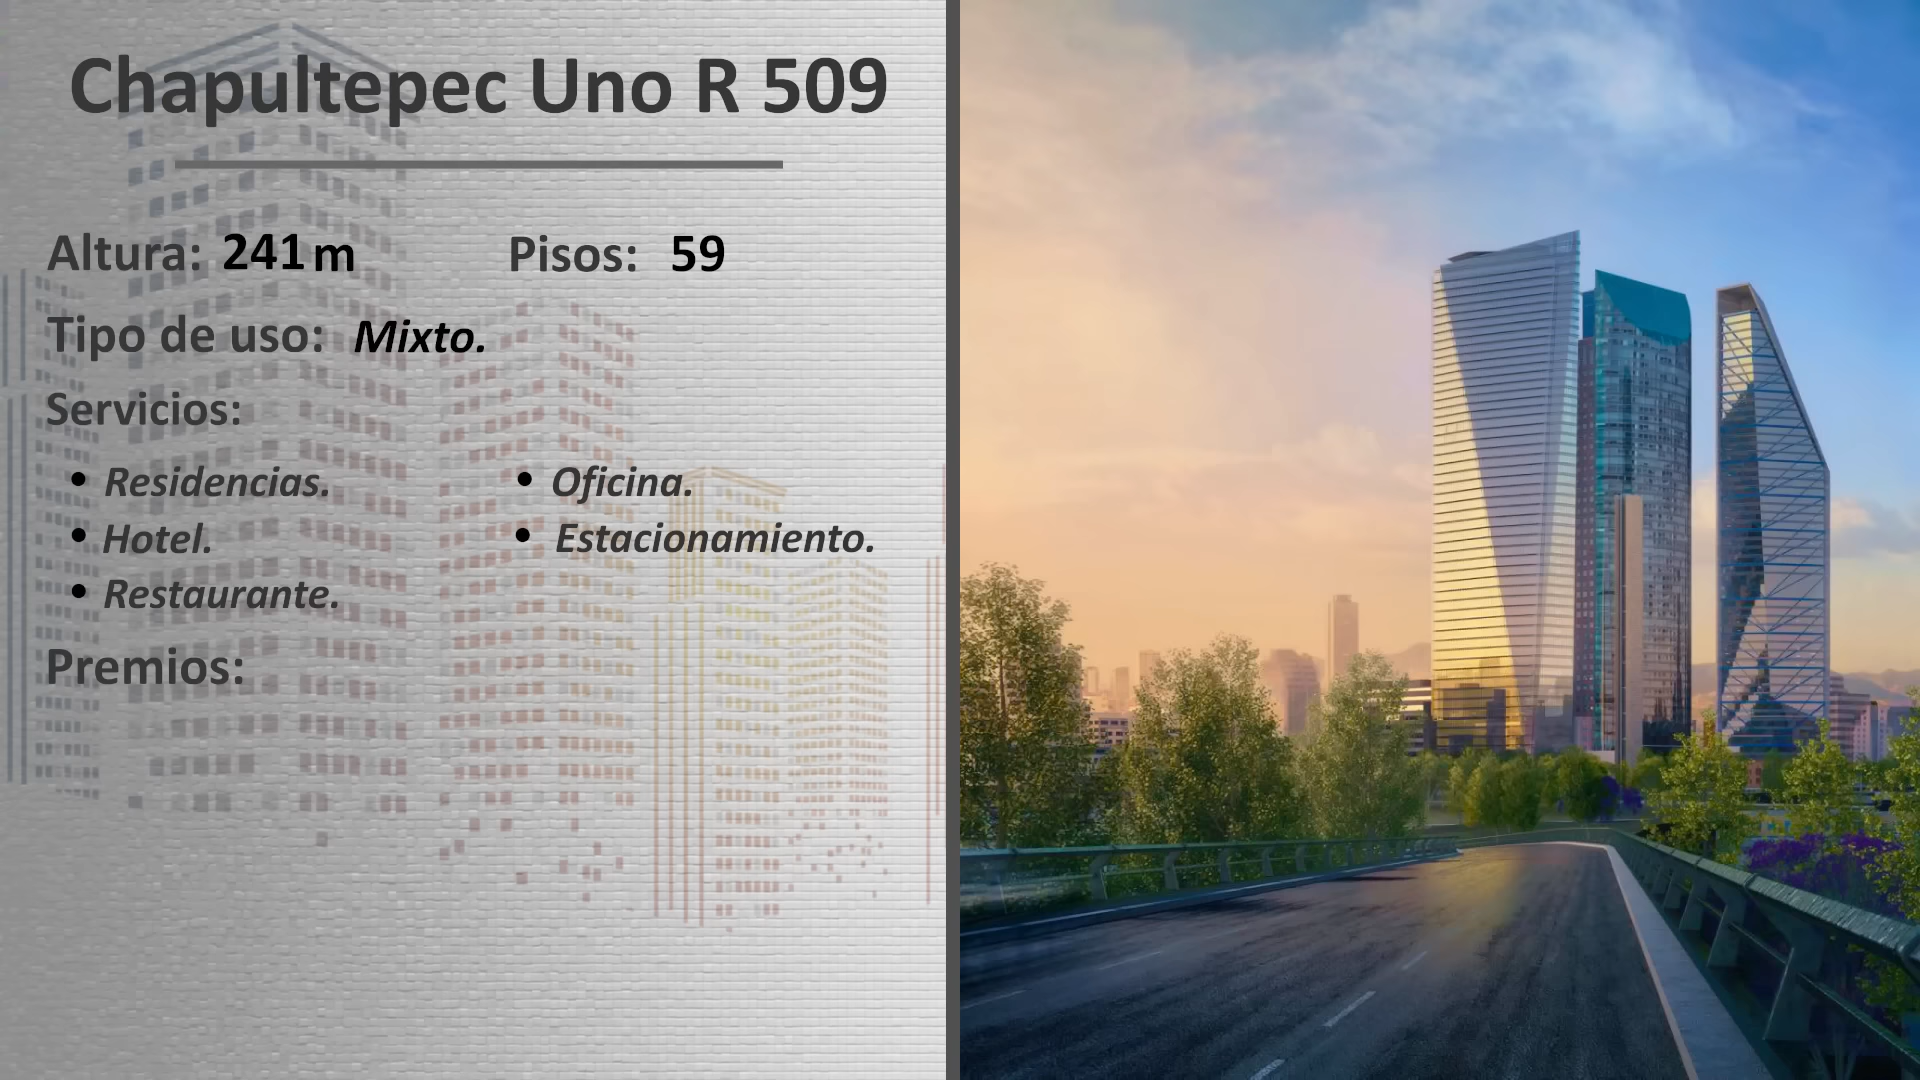 Chapultepec Uno R 509
Altura: 241 m Pisos: 59
Tipo de uso: Mixto.
Servicios:
• Residencias. • Oficina.
• Hotel. • Estacionamiento.
• Restaurante.
Premios: